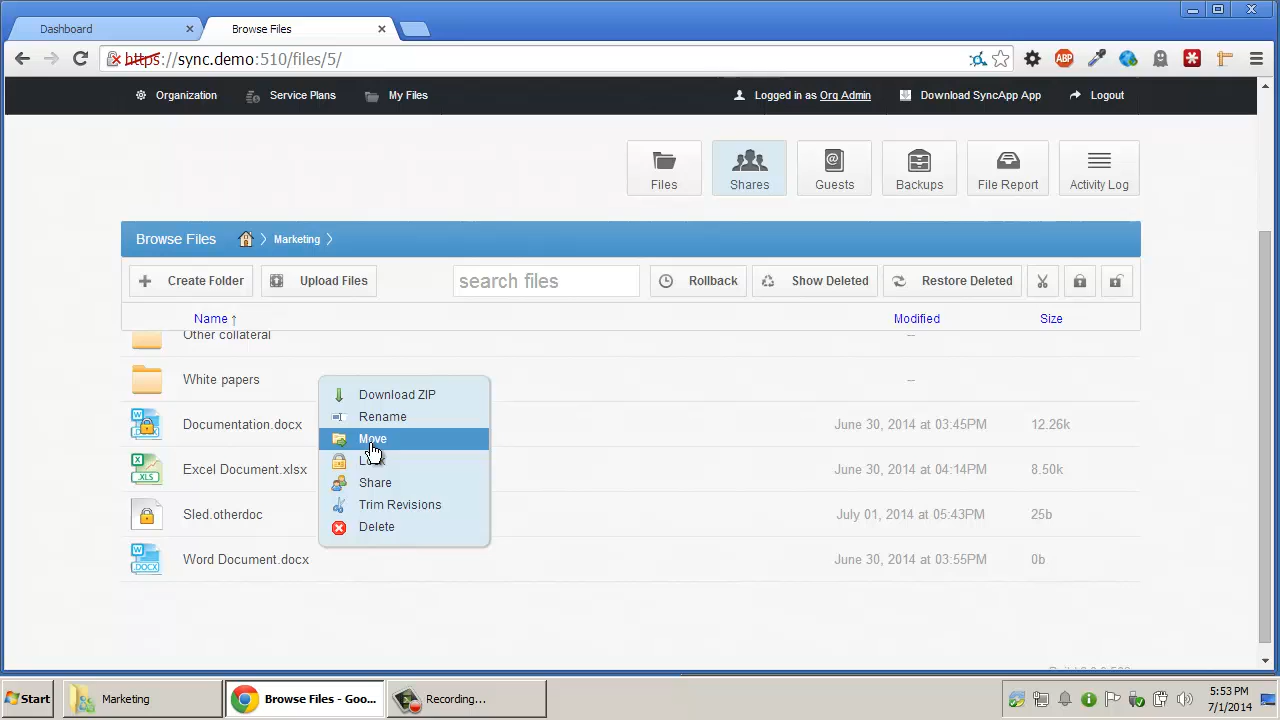 Dashboard
Browse Files
https://sync.demo:510/files/5/
ABP
Organization
Service Plans
My Files
Logged in as Org Admin
Download SyncApp App
Logout
Files
Shares
Guests
Backups
File Report
Activity Log
Browse Files
Marketing
Create Folder
Upload Files
search files
Rollback
Show Deleted
Restore Deleted
Name ↑
Modified
Size
Other collateral
--
White papers
--
Documentation.docx
June 30, 2014 at 03:45PM
12.26k
Excel Document.xlsx
June 30, 2014 at 04:14PM
8.50k
Sled.otherdoc
July 01, 2014 at 05:43PM
25b
Word Document.docx
June 30, 2014 at 03:55PM
0b
Download ZIP
Rename
Move
Lock
Share
Trim Revisions
Delete
Start
Marketing
Browse Files - Goo...
Recording...
5:53 PM
7/1/2014